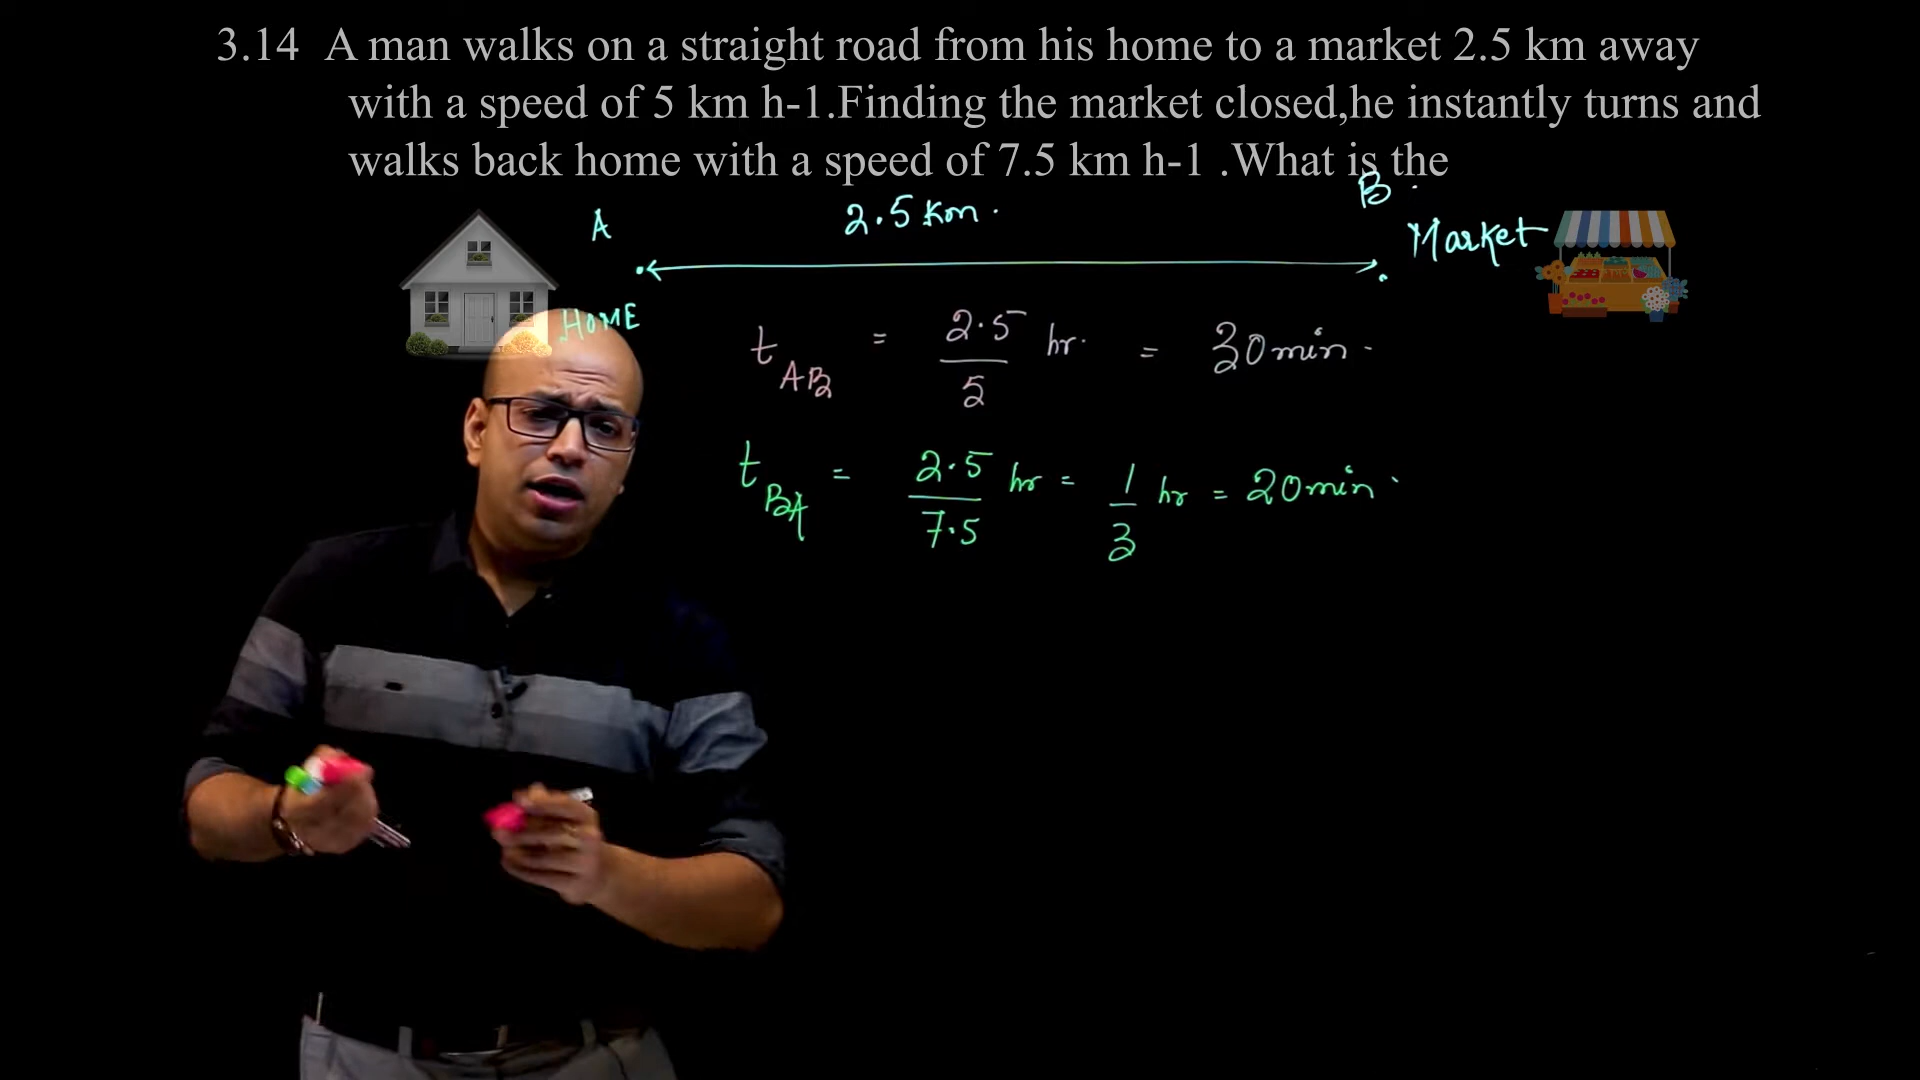 3.14 A man walks on a straight road from his home to a market 2.5 km away
with a speed of 5 km h-1.Finding the market closed,he instantly turns and
walks back home with a speed of 7.5 km h-1 .What is the
A 2.5 Km. B.
Market
HOME
t AB = 2.5/5 hr. = 30 min.
t BA = 2.5/7.5 hr = 1/3 hr = 20 min.